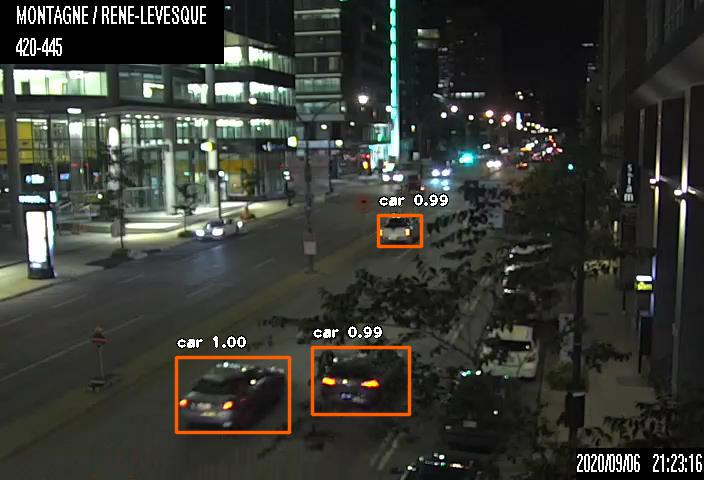 MONTAGNE / RENE-LEVESQUE
420-445
car 0.99
car 0.99
car 1.00
2020/09/06 21:23:16